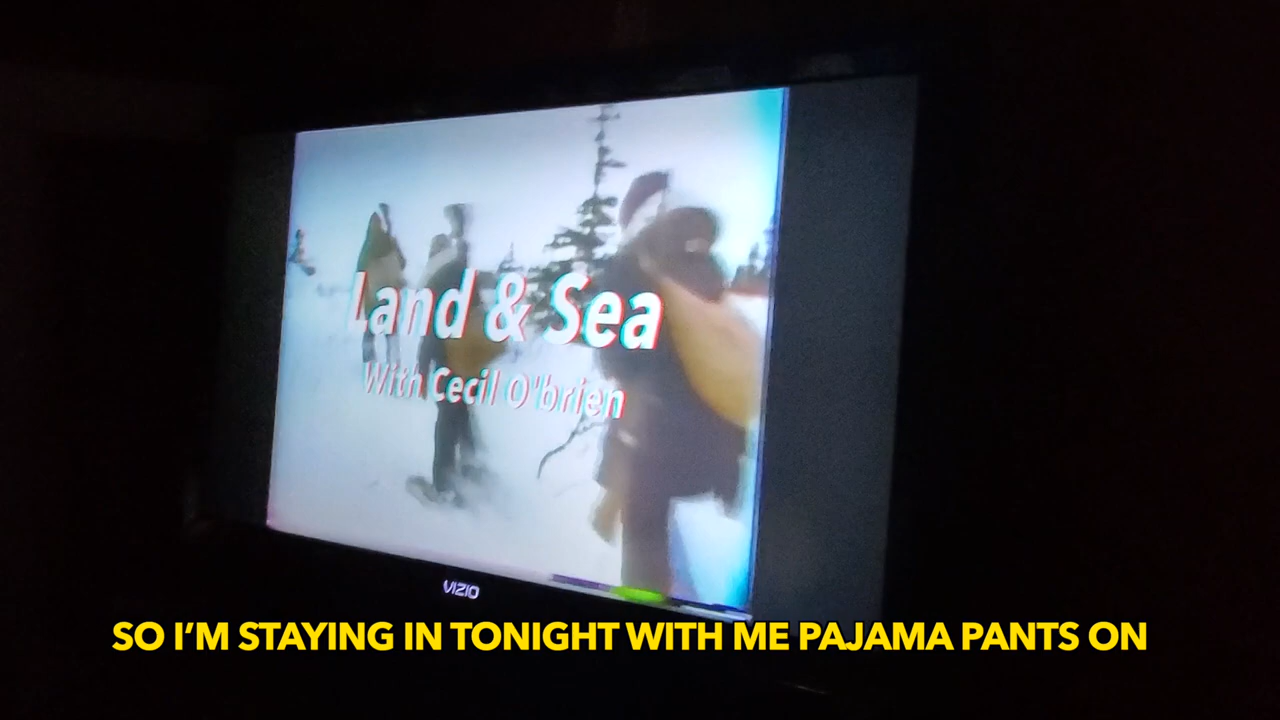 Land & Sea
With Cecil O'brien
VIZIO
SO I'M STAYING IN TONIGHT WITH ME PAJAMA PANTS ON